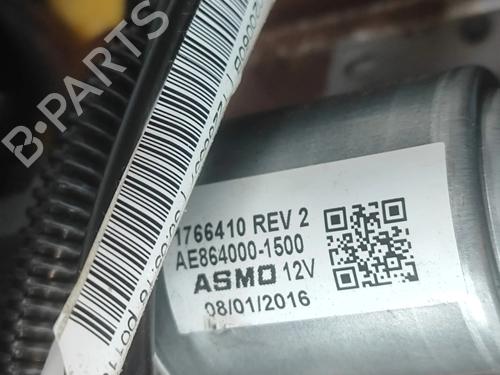 B-PARTS
1766410 REV 2
AE864000-1500
ASMO 12V
08/01/2016